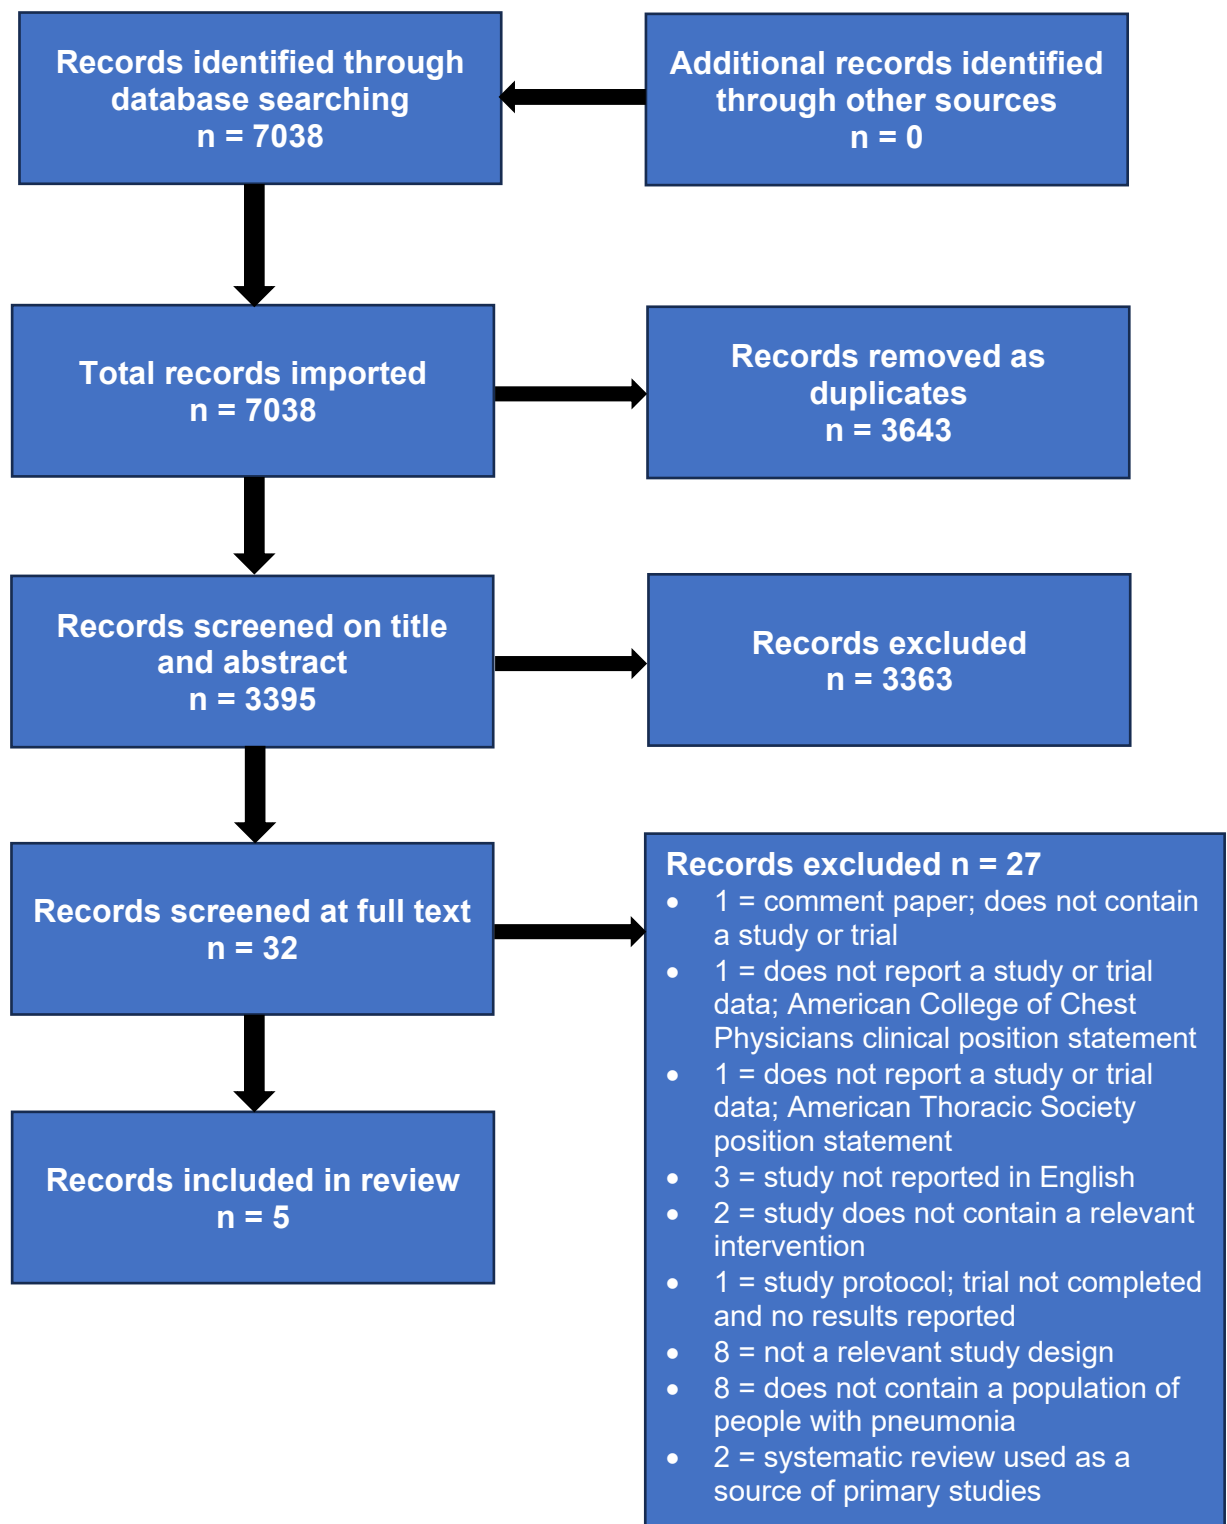 Records identified through
database searching
n = 7038
Additional records identified
through other sources
n = 0
Total records imported
n = 7038
Records removed as
duplicates
n = 3643
Records screened on title
and abstract
n = 3395
Records excluded
n = 3363
Records screened at full text
n = 32
Records excluded n = 27
• 1 = comment paper; does not contain
a study or trial
• 1 = does not report a study or trial
data; American College of Chest
Physicians clinical position statement
• 1 = does not report a study or trial
data; American Thoracic Society
position statement
• 3 = study not reported in English
• 2 = study does not contain a relevant
intervention
• 1 = study protocol; trial not completed
and no results reported
• 8 = not a relevant study design
• 8 = does not contain a population of
people with pneumonia
• 2 = systematic review used as a
source of primary studies
Records included in review
n = 5